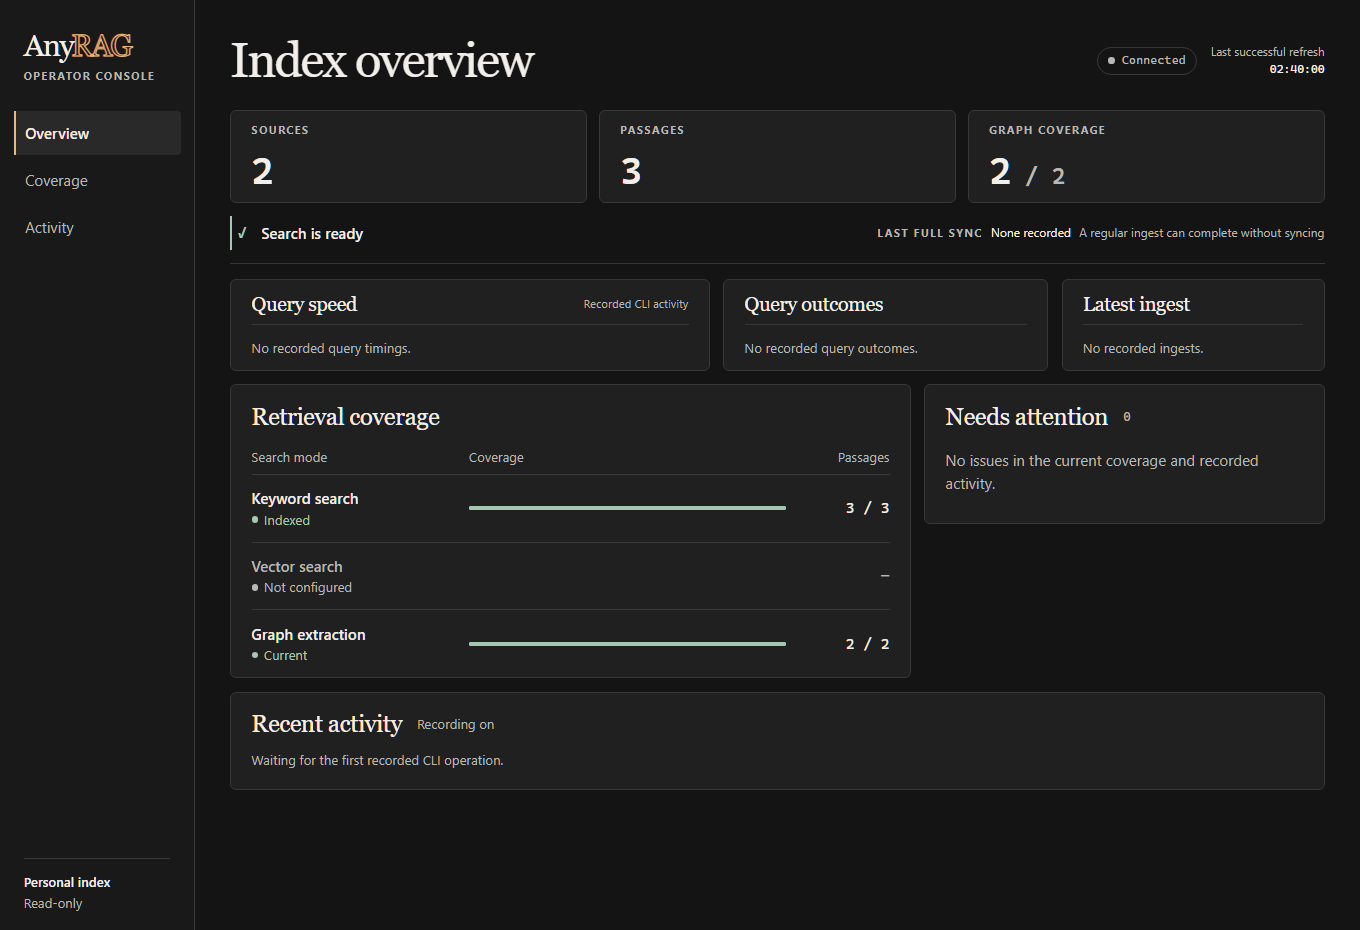 AnyRAG
OPERATOR CONSOLE
Overview
Coverage
Activity
Personal index
Read-only
Index overview
Connected
Last successful refresh
02:40:00
SOURCES
2
PASSAGES
3
GRAPH COVERAGE
2 / 2
✓ Search is ready
LAST FULL SYNC None recorded A regular ingest can complete without syncing
Query speed
Recorded CLI activity
No recorded query timings.
Query outcomes
No recorded query outcomes.
Latest ingest
No recorded ingests.
Retrieval coverage
Search mode Coverage Passages
Keyword search
Indexed
3 / 3
Vector search
Not configured
—
Graph extraction
Current
2 / 2
Needs attention 0
No issues in the current coverage and recorded
activity.
Recent activity Recording on
Waiting for the first recorded CLI operation.